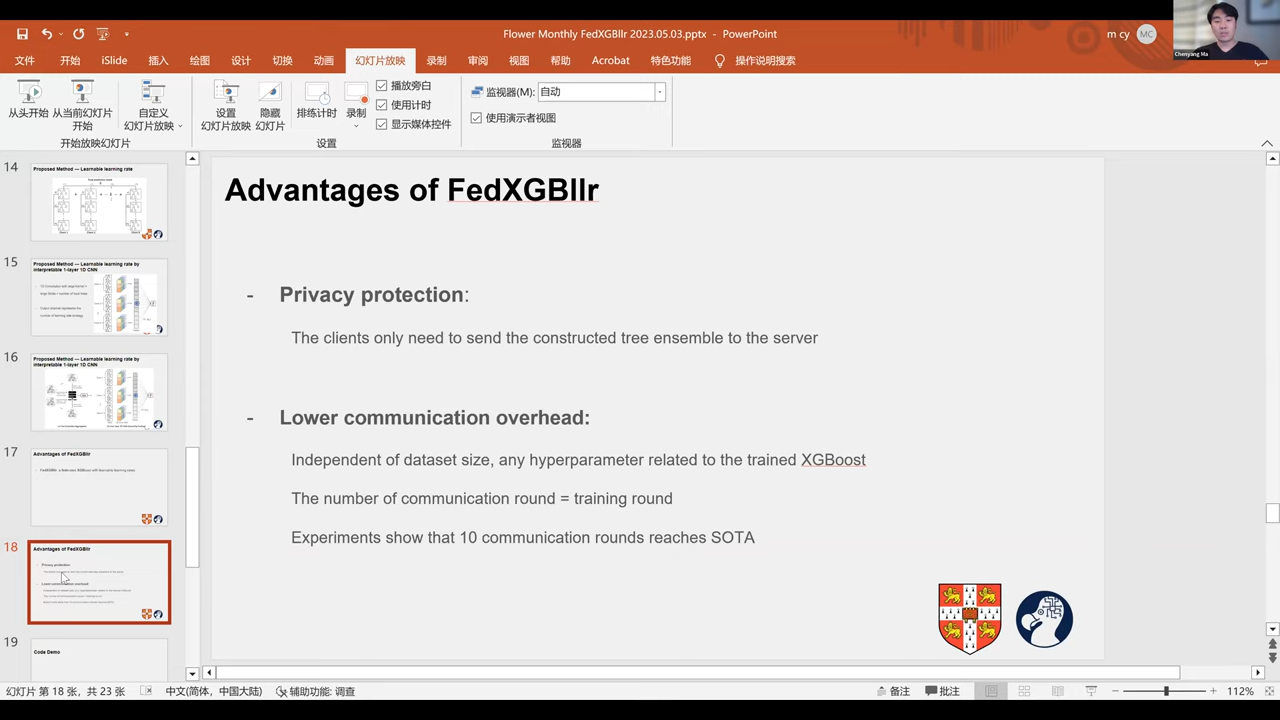 Flower Monthly FedXGBllr 2023.05.03.pptx - PowerPoint
m cy
MC
Chenyang Ma
文件 开始 iSlide 插入 绘图 设计 切换 动画 幻灯片放映 录制 审阅 视图 帮助 Acrobat 特色功能 操作说明搜索
从头开始
从当前幻灯片
开始
自定义
幻灯片放映
开始放映幻灯片
设置
幻灯片放映
隐藏
幻灯片
排练计时
录制
播放旁白
使用计时
显示媒体控件
设置
监视器(M):
自动
使用演示者视图
监视器
14
Proposed Method — Learnable learning rate
15
Proposed Method — Learnable learning rate by
interpretable 1-layer 1D CNN
16
Proposed Method — Learnable learning rate by
interpretable 1-layer 1D CNN
17
Advantages of FedXGBllr
18
Advantages of FedXGBllr
Privacy protection:
Lower communication overhead:
19
Code Demo
Advantages of FedXGBllr
- Privacy protection:
The clients only need to send the constructed tree ensemble to the server
- Lower communication overhead:
Independent of dataset size, any hyperparameter related to the trained XGBoost
The number of communication round = training round
Experiments show that 10 communication rounds reaches SOTA
幻灯片 第 18 张，共 23 张
中文(简体，中国大陆)
辅助功能: 调查
备注
批注
112%